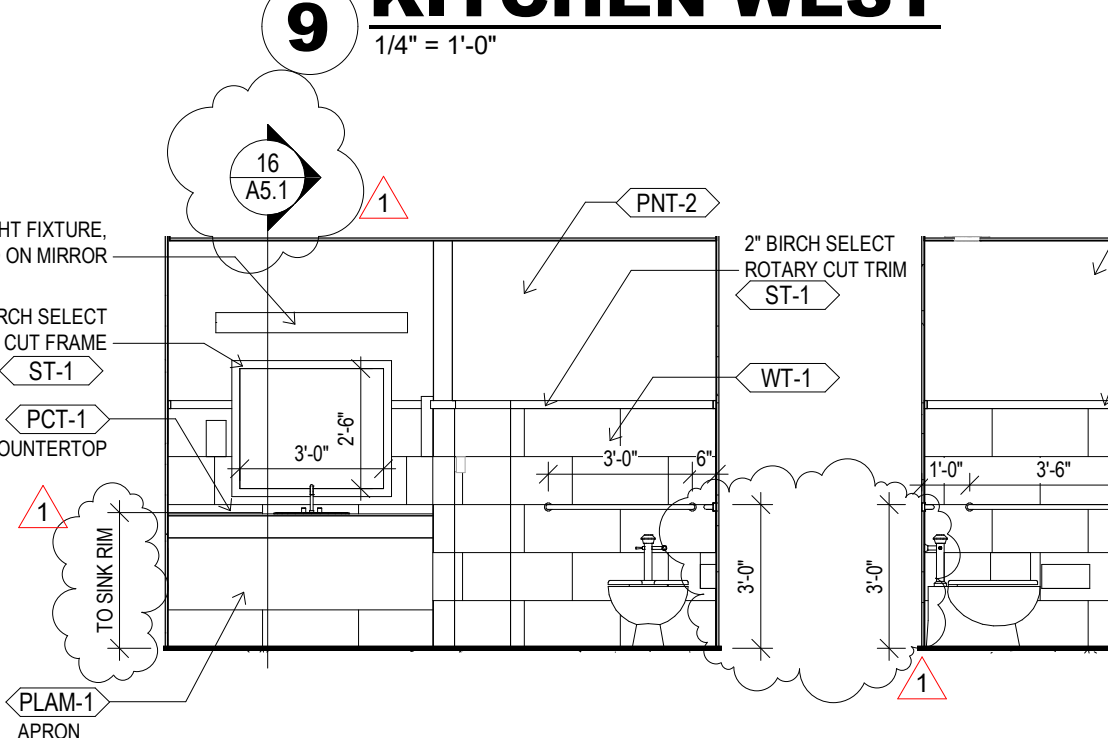 9
KITCHEN WEST
1/4" = 1'-0"
16
A5.1
1
PNT-2
HT FIXTURE,
ON MIRROR
2" BIRCH SELECT
ROTARY CUT TRIM
ST-1
RCH SELECT
CUT FRAME
ST-1
WT-1
PCT-1
OUNTERTOP
2'-6"
3'-0"
3'-0"
6"
1'-0"
3'-6"
1
TO SINK RIM
3'-0"
3'-0"
1
PLAM-1
APRON